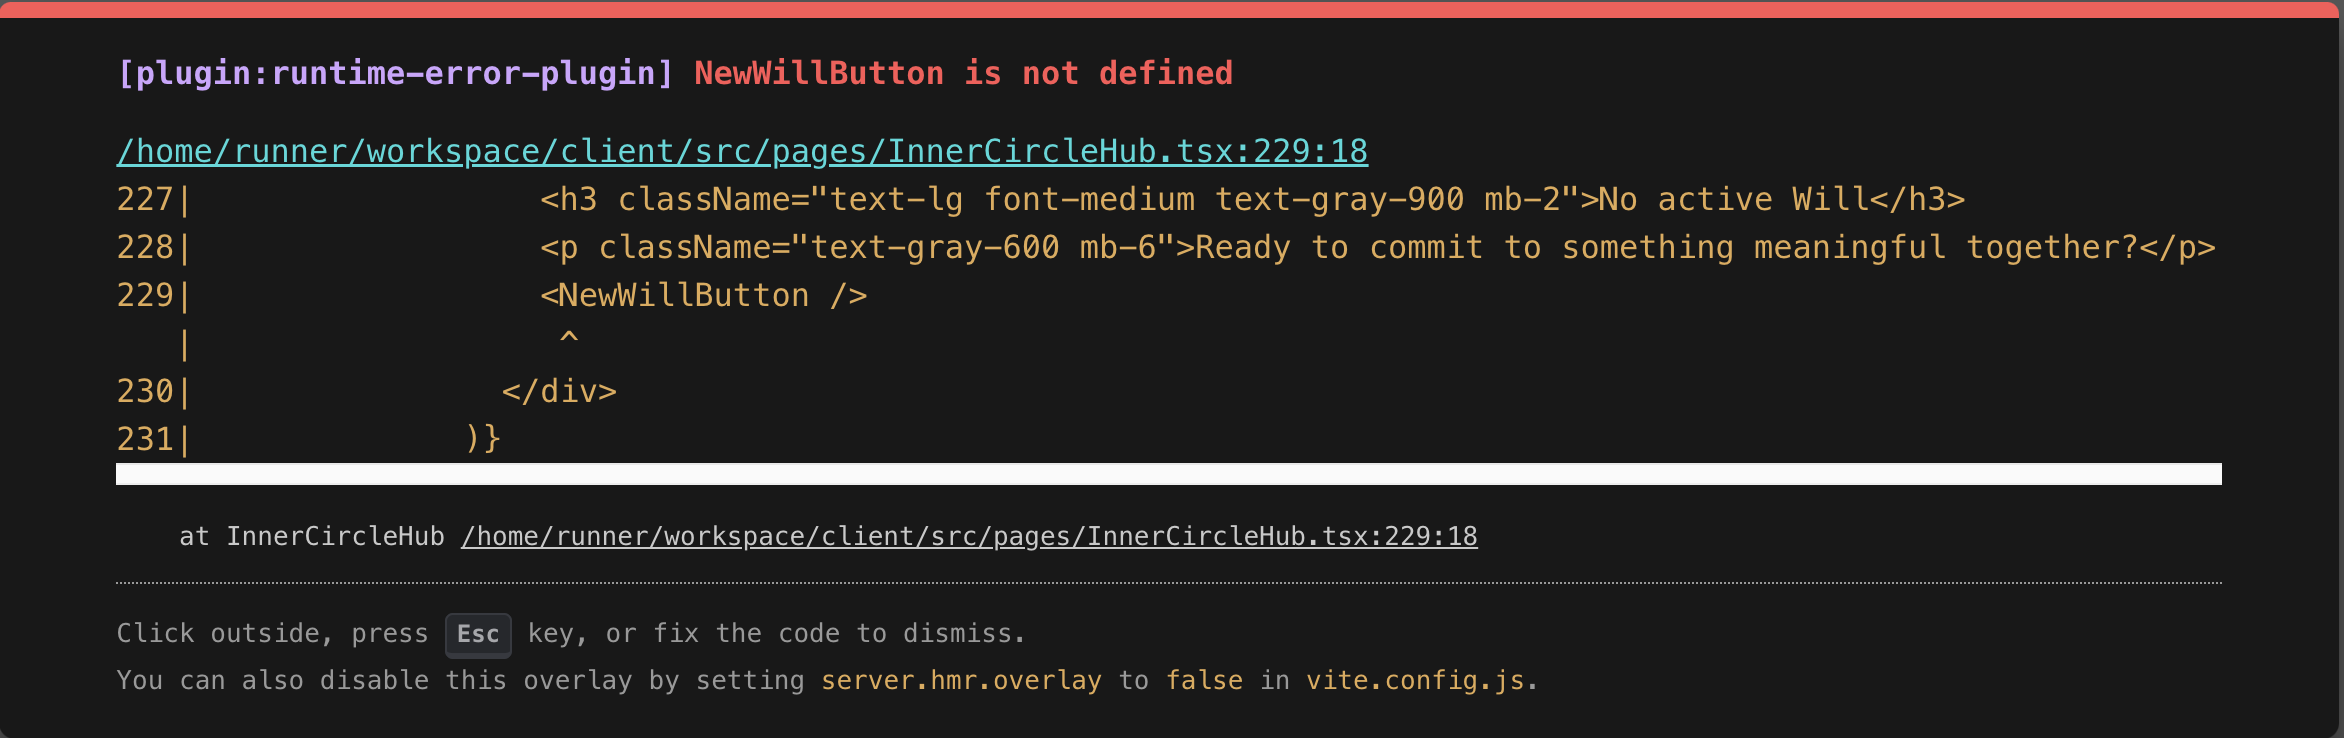 [plugin:runtime-error-plugin] NewWillButton is not defined
/home/runner/workspace/client/src/pages/InnerCircleHub.tsx:229:18
227|                  <h3 className="text-lg font-medium text-gray-900 mb-2">No active Will</h3>
228|                  <p className="text-gray-600 mb-6">Ready to commit to something meaningful together?</p>
229|                  <NewWillButton />
   |                   ^
230|                </div>
231|              )}
at InnerCircleHub /home/runner/workspace/client/src/pages/InnerCircleHub.tsx:229:18
Click outside, press Esc key, or fix the code to dismiss.
You can also disable this overlay by setting server.hmr.overlay to false in vite.config.js.